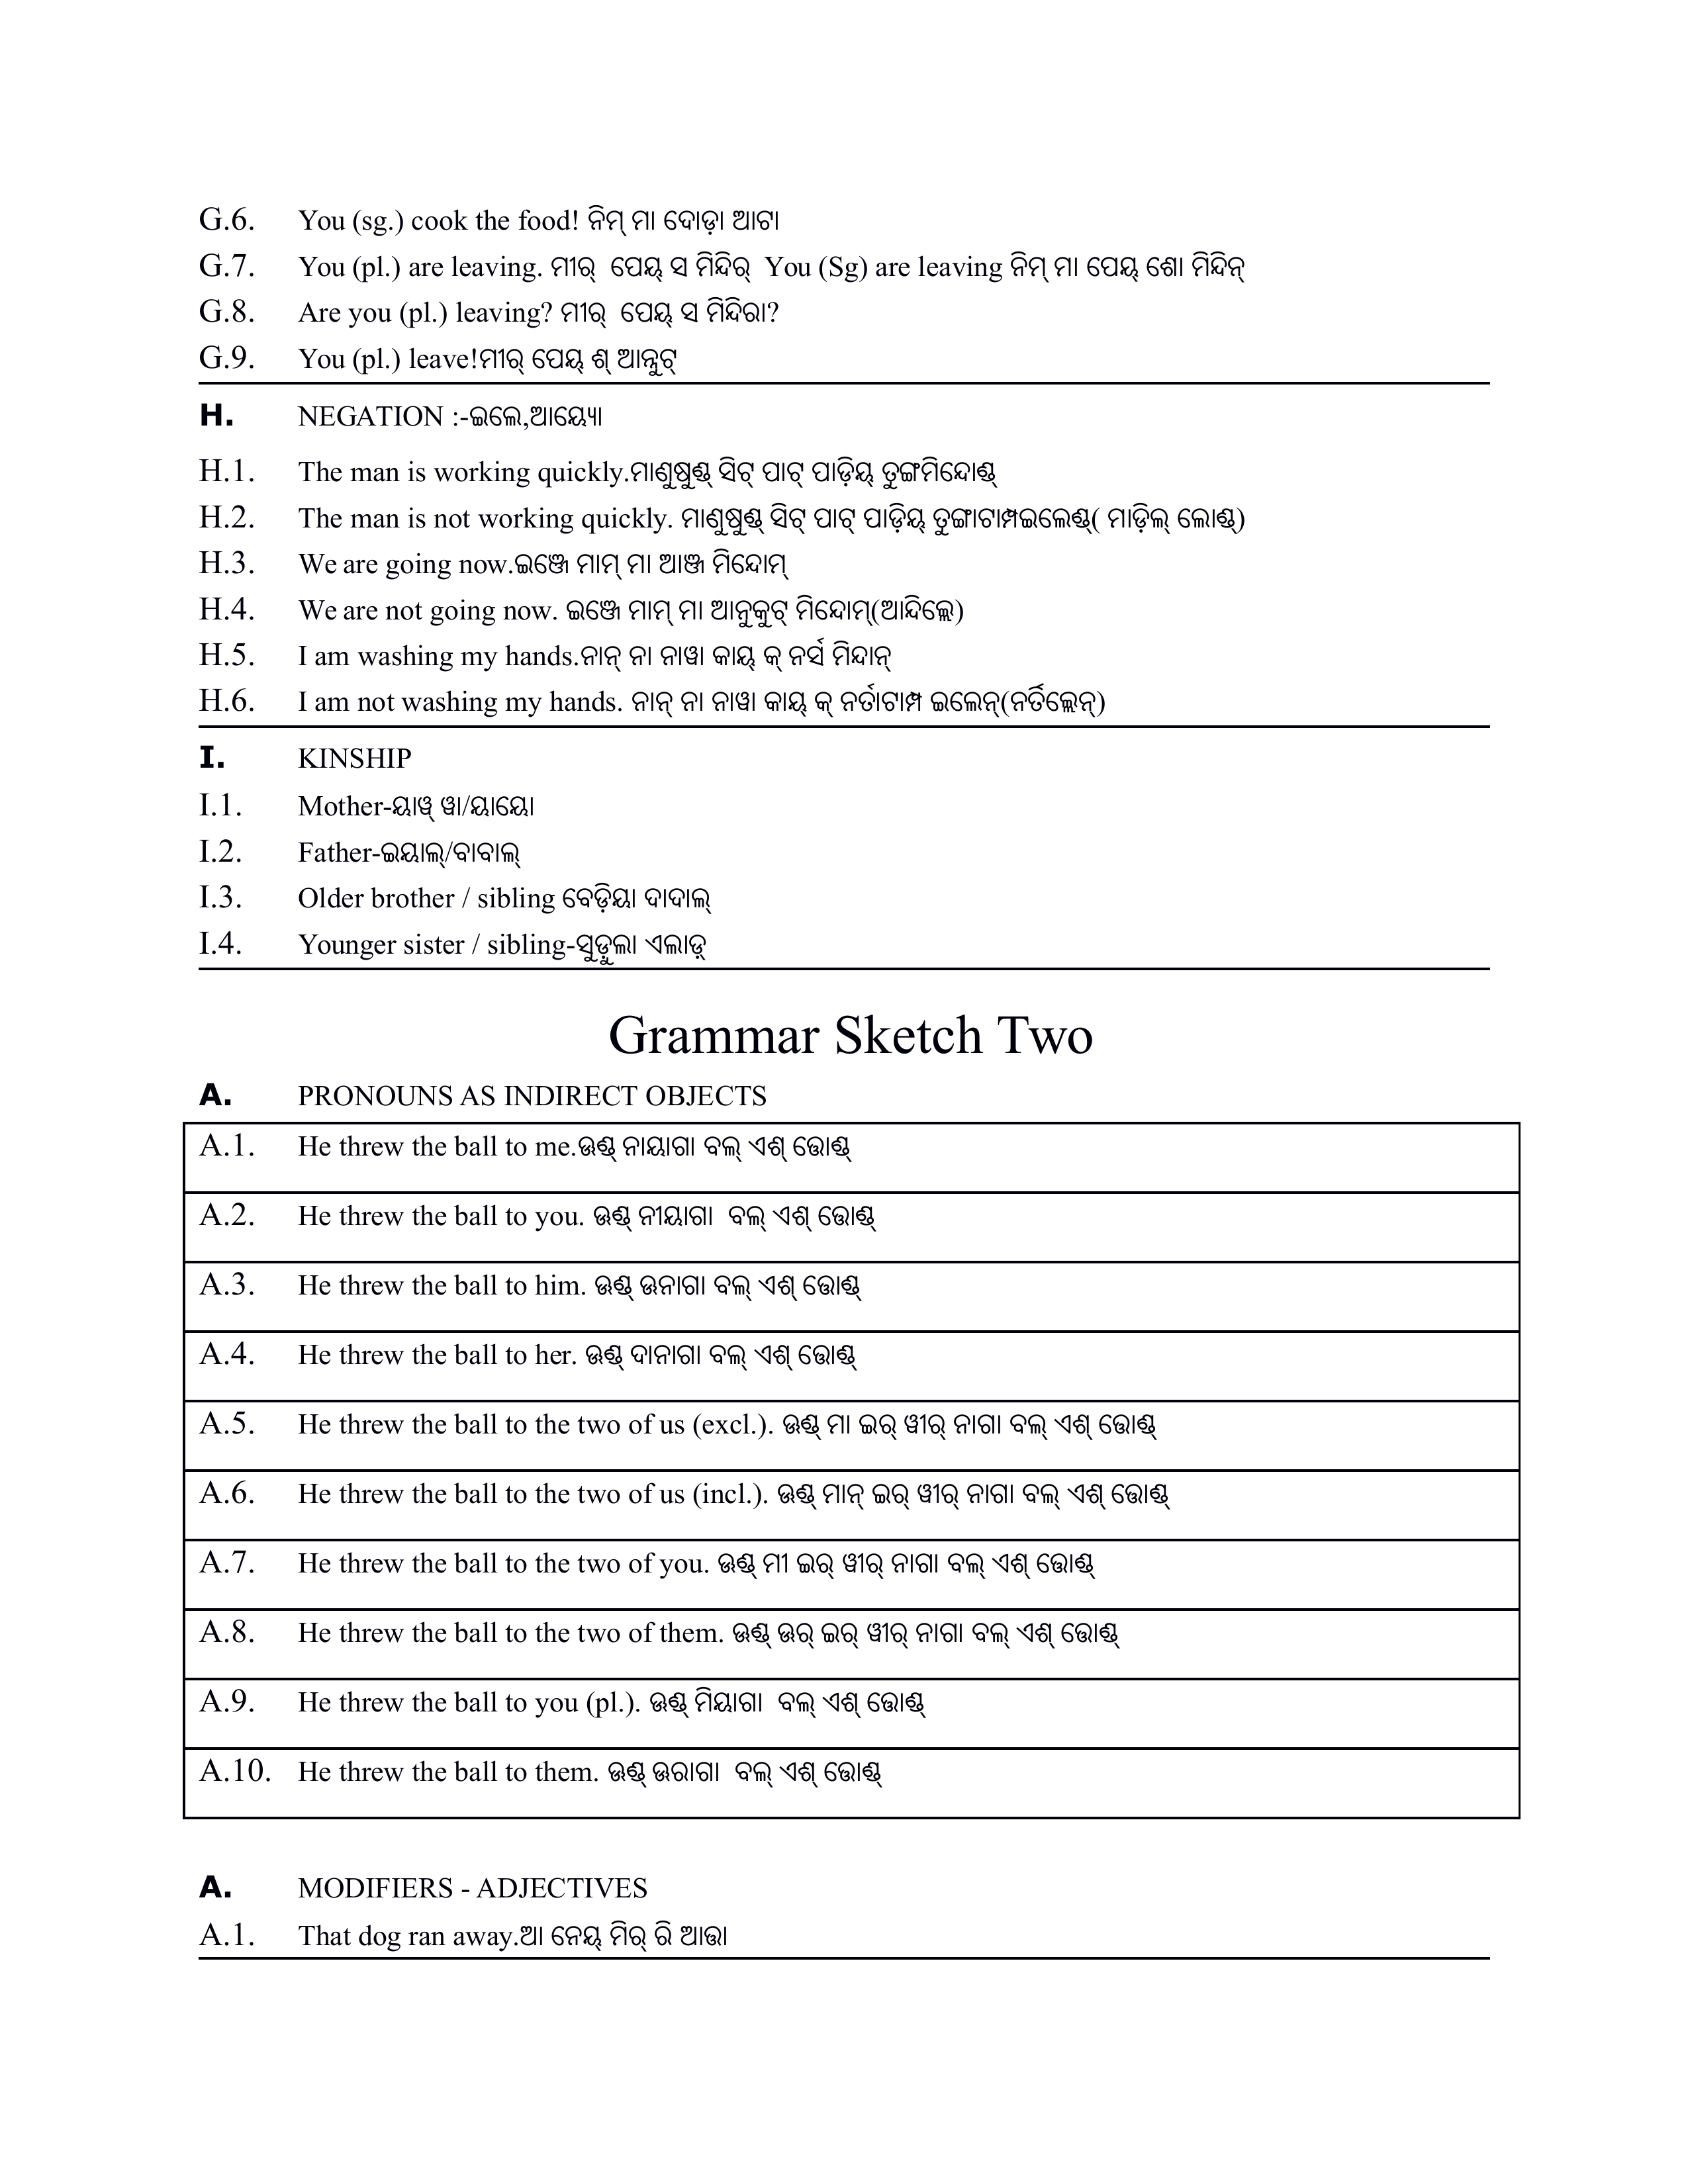 G.6. You (sg.) cook the food! ନିମ୍ ମା ଦୋଡ଼ା ଆଟା
G.7. You (pl.) are leaving. ମୀର୍ ପେୟ୍ ସ ମିନ୍ଦିର୍ You (Sg) are leaving ନିମ୍ ମା ପେୟ୍ ଶୋ ମିନ୍ଦିନ୍
G.8. Are you (pl.) leaving? ମୀର୍ ପେୟ୍ ସ ମିନ୍ଦିରା?
G.9. You (pl.) leave!ମୀର୍ ପେୟ୍ ଶ୍ ଆନ୍ନୁଟ୍
H. NEGATION :-ଇଲେ,ଆୟ୍ୟୋ
H.1. The man is working quickly.ମାଣୁଷୁଣ୍ଡ୍ ସିଟ୍ ପାଟ୍ ପାଡ଼ିୟ୍ ତୁଙ୍ଗମିନ୍ଦୋଣ୍ଡ୍
H.2. The man is not working quickly. ମାଣୁଷୁଣ୍ଡ୍ ସିଟ୍ ପାଟ୍ ପାଡ଼ିୟ୍ ତୁଙ୍ଗାଟାମ୍ପଇଲେଣ୍ଡ୍( ମାଡ଼ିଲ୍ ଲୋଣ୍ଡ୍)
H.3. We are going now.ଇଞ୍ଜେ ମାମ୍ ମା ଆଞ୍ଜ ମିନ୍ଦୋମ୍
H.4. We are not going now. ଇଞ୍ଜେ ମାମ୍ ମା ଆନୁକୁଟ୍ ମିନ୍ଦୋମ୍(ଆନ୍ଦିଲ୍ଲେ)
H.5. I am washing my hands.ନାନ୍ ନା ନାୱା କାୟ୍ କ୍ ନର୍ସ ମିନ୍ଦାନ୍
H.6. I am not washing my hands. ନାନ୍ ନା ନାୱା କାୟ୍ କ୍ ନର୍ତାଟାମ୍ପ ଇଲେନ୍(ନର୍ତିଲ୍ଲେନ୍)
I. KINSHIP
I.1. Mother-ୟାୱ୍ ୱା/ୟାୟୋ
I.2. Father-ଇୟାଲ୍/ବାବାଲ୍
I.3. Older brother / sibling ବେଡ଼ିୟା ଦାଦାଲ୍
I.4. Younger sister / sibling-ସୁଡ଼ୁଲା ଏଲାଡ଼୍
Grammar Sketch Two
A. PRONOUNS AS INDIRECT OBJECTS
A.1. He threw the ball to me.ଊଣ୍ଡ୍ ନାୟାଗା ବଲ୍ ଏଶ୍ ତୋଣ୍ଡ୍
A.2. He threw the ball to you. ଊଣ୍ଡ୍ ନୀୟାଗା ବଲ୍ ଏଶ୍ ତୋଣ୍ଡ୍
A.3. He threw the ball to him. ଊଣ୍ଡ୍ ଊନାଗା ବଲ୍ ଏଶ୍ ତୋଣ୍ଡ୍
A.4. He threw the ball to her. ଊଣ୍ଡ୍ ଦାନାଗା ବଲ୍ ଏଶ୍ ତୋଣ୍ଡ୍
A.5. He threw the ball to the two of us (excl.). ଊଣ୍ଡ୍ ମା ଇର୍ ୱୀର୍ ନାଗା ବଲ୍ ଏଶ୍ ତୋଣ୍ଡ୍
A.6. He threw the ball to the two of us (incl.). ଊଣ୍ଡ୍ ମାନ୍ ଇର୍ ୱୀର୍ ନାଗା ବଲ୍ ଏଶ୍ ତୋଣ୍ଡ୍
A.7. He threw the ball to the two of you. ଊଣ୍ଡ୍ ମୀ ଇର୍ ୱୀର୍ ନାଗା ବଲ୍ ଏଶ୍ ତୋଣ୍ଡ୍
A.8. He threw the ball to the two of them. ଊଣ୍ଡ୍ ଊର୍ ଇର୍ ୱୀର୍ ନାଗା ବଲ୍ ଏଶ୍ ତୋଣ୍ଡ୍
A.9. He threw the ball to you (pl.). ଊଣ୍ଡ୍ ମିୟାଗା ବଲ୍ ଏଶ୍ ତୋଣ୍ଡ୍
A.10. He threw the ball to them. ଊଣ୍ଡ୍ ଊରାଗା ବଲ୍ ଏଶ୍ ତୋଣ୍ଡ୍
A. MODIFIERS - ADJECTIVES
A.1. That dog ran away.ଆ ନେୟ୍ ମିର୍ ରି ଆତ୍ତା